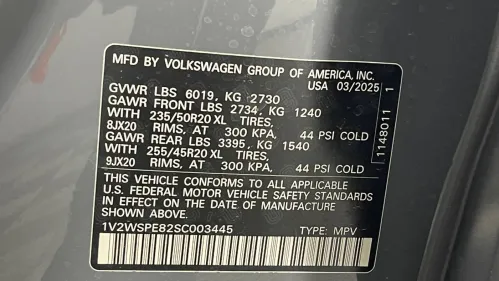 MFD BY VOLKSWAGEN GROUP OF AMERICA, INC.
USA 03/2025
GVWR LBS 6019, KG 2730
GAWR FRONT LBS 2734, KG 1240
WITH 235/50R20 XL TIRES,
8JX20 RIMS, AT 300 KPA, 44 PSI COLD
GAWR REAR LBS 3395, KG 1540
WITH 255/45R20 XL TIRES,
9JX20 RIMS, AT 300 KPA, 44 PSI COLD
THIS VEHICLE CONFORMS TO ALL APPLICABLE
U.S. FEDERAL MOTOR VEHICLE SAFETY STANDARDS
IN EFFECT ON THE DATE OF MANUFACTURE
SHOWN ABOVE
1V2WSPE82SC003445 TYPE: MPV
1148011 1